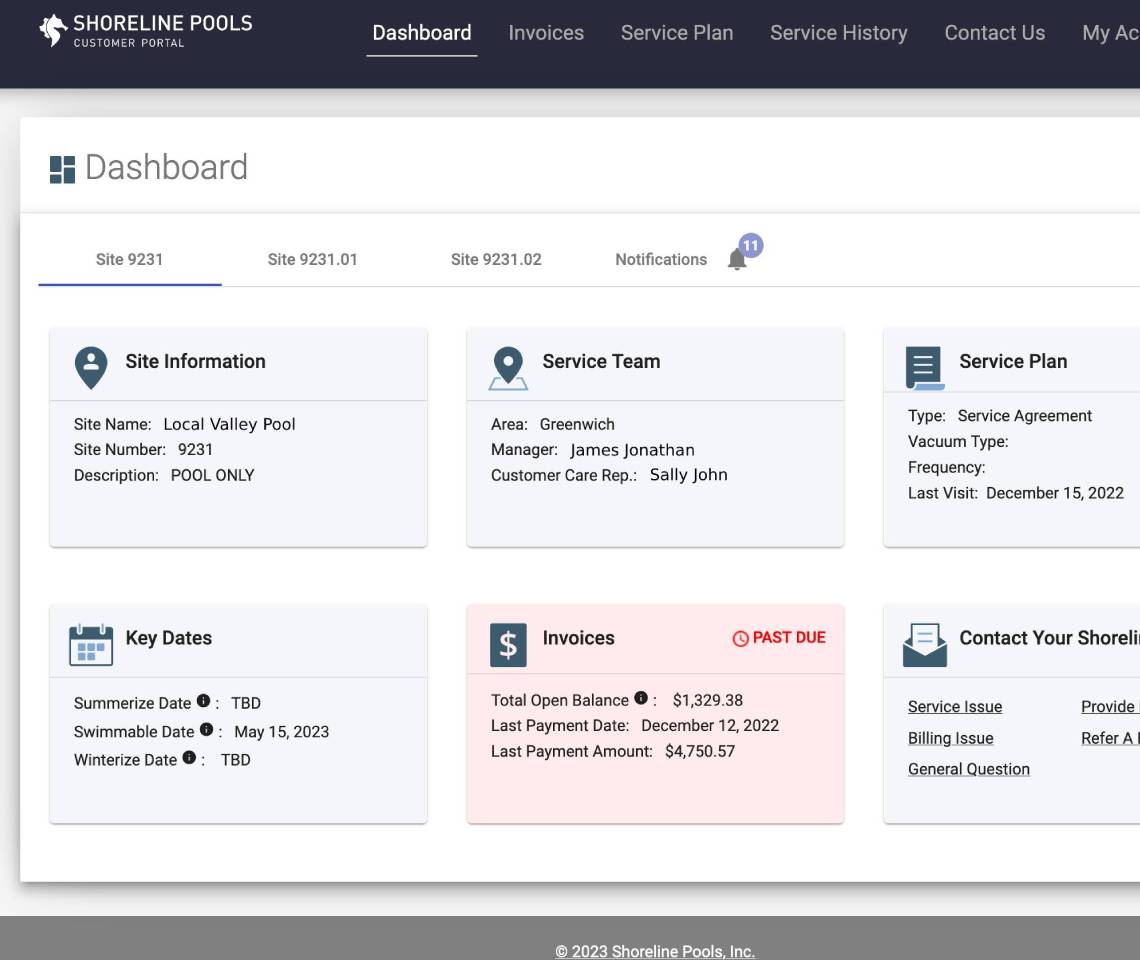 SHORELINE POOLS
CUSTOMER PORTAL
Dashboard Invoices Service Plan Service History Contact Us My Ac
Dashboard
Site 9231 Site 9231.01 Site 9231.02 Notifications 11
Site Information
Site Name: Local Valley Pool
Site Number: 9231
Description: POOL ONLY
Service Team
Area: Greenwich
Manager: James Jonathan
Customer Care Rep.: Sally John
Service Plan
Type: Service Agreement
Vacuum Type:
Frequency:
Last Visit: December 15, 2022
Key Dates
Summerize Date : TBD
Swimmable Date : May 15, 2023
Winterize Date : TBD
$ Invoices PAST DUE
Total Open Balance : $1,329.38
Last Payment Date: December 12, 2022
Last Payment Amount: $4,750.57
Contact Your Shoreli
Service Issue Provide
Billing Issue Refer A
General Question
© 2023 Shoreline Pools, Inc.